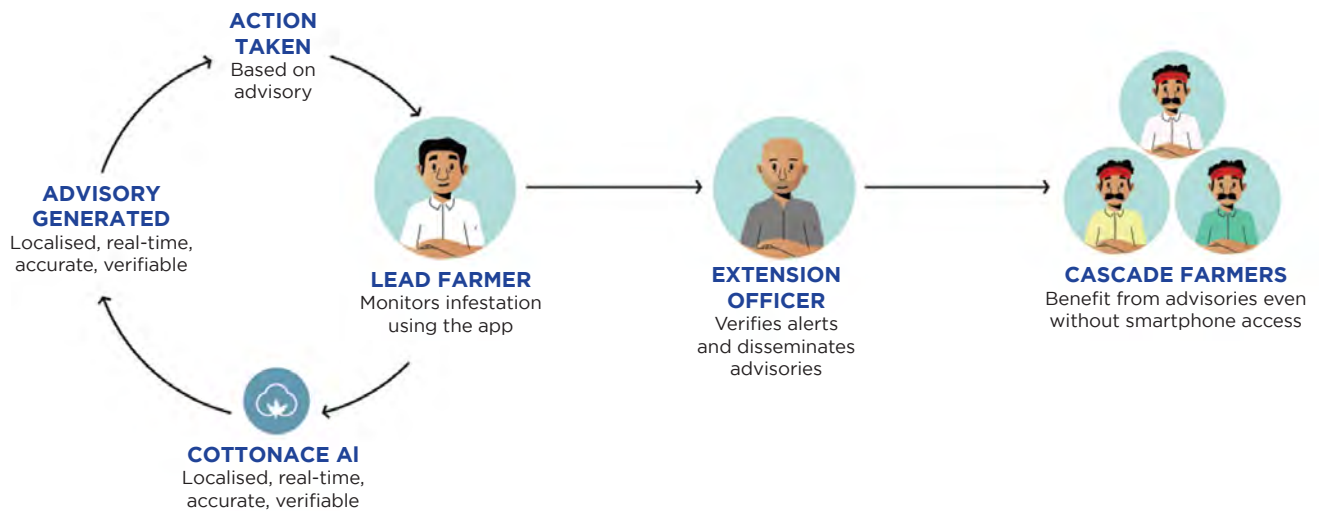 ACTION
TAKEN
Based on
advisory
ADVISORY
GENERATED
Localised, real-time,
accurate, verifiable
LEAD FARMER
Monitors infestation
using the app
COTTONACE AI
Localised, real-time,
accurate, verifiable
EXTENSION
OFFICER
Verifies alerts
and disseminates
advisories
CASCADE FARMERS
Benefit from advisories even
without smartphone access